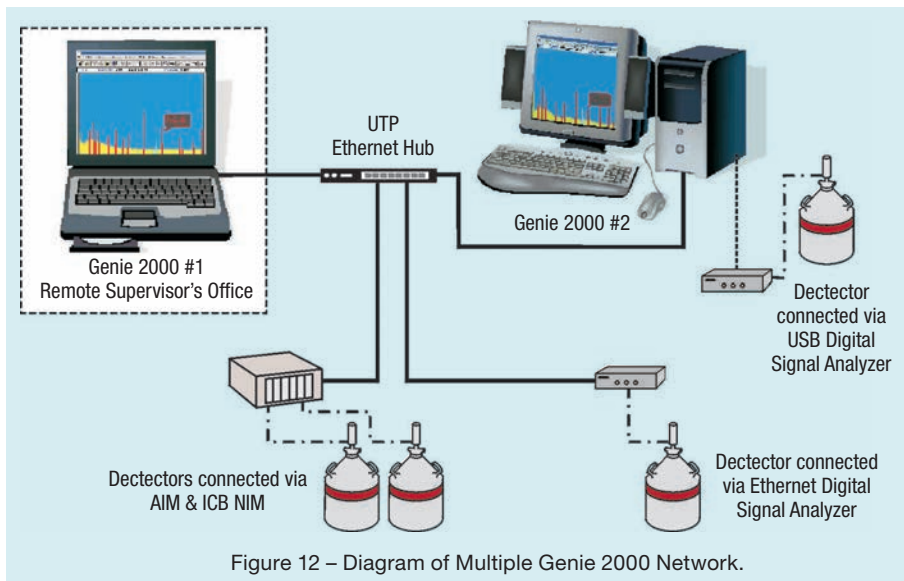 UTP
Ethernet Hub
Genie 2000 #1
Remote Supervisor's Office
Genie 2000 #2
Dectector
connected via
USB Digital
Signal Analyzer
Dectectors connected via
AIM & ICB NIM
Dectector connected
via Ethernet Digital
Signal Analyzer
Figure 12 – Diagram of Multiple Genie 2000 Network.